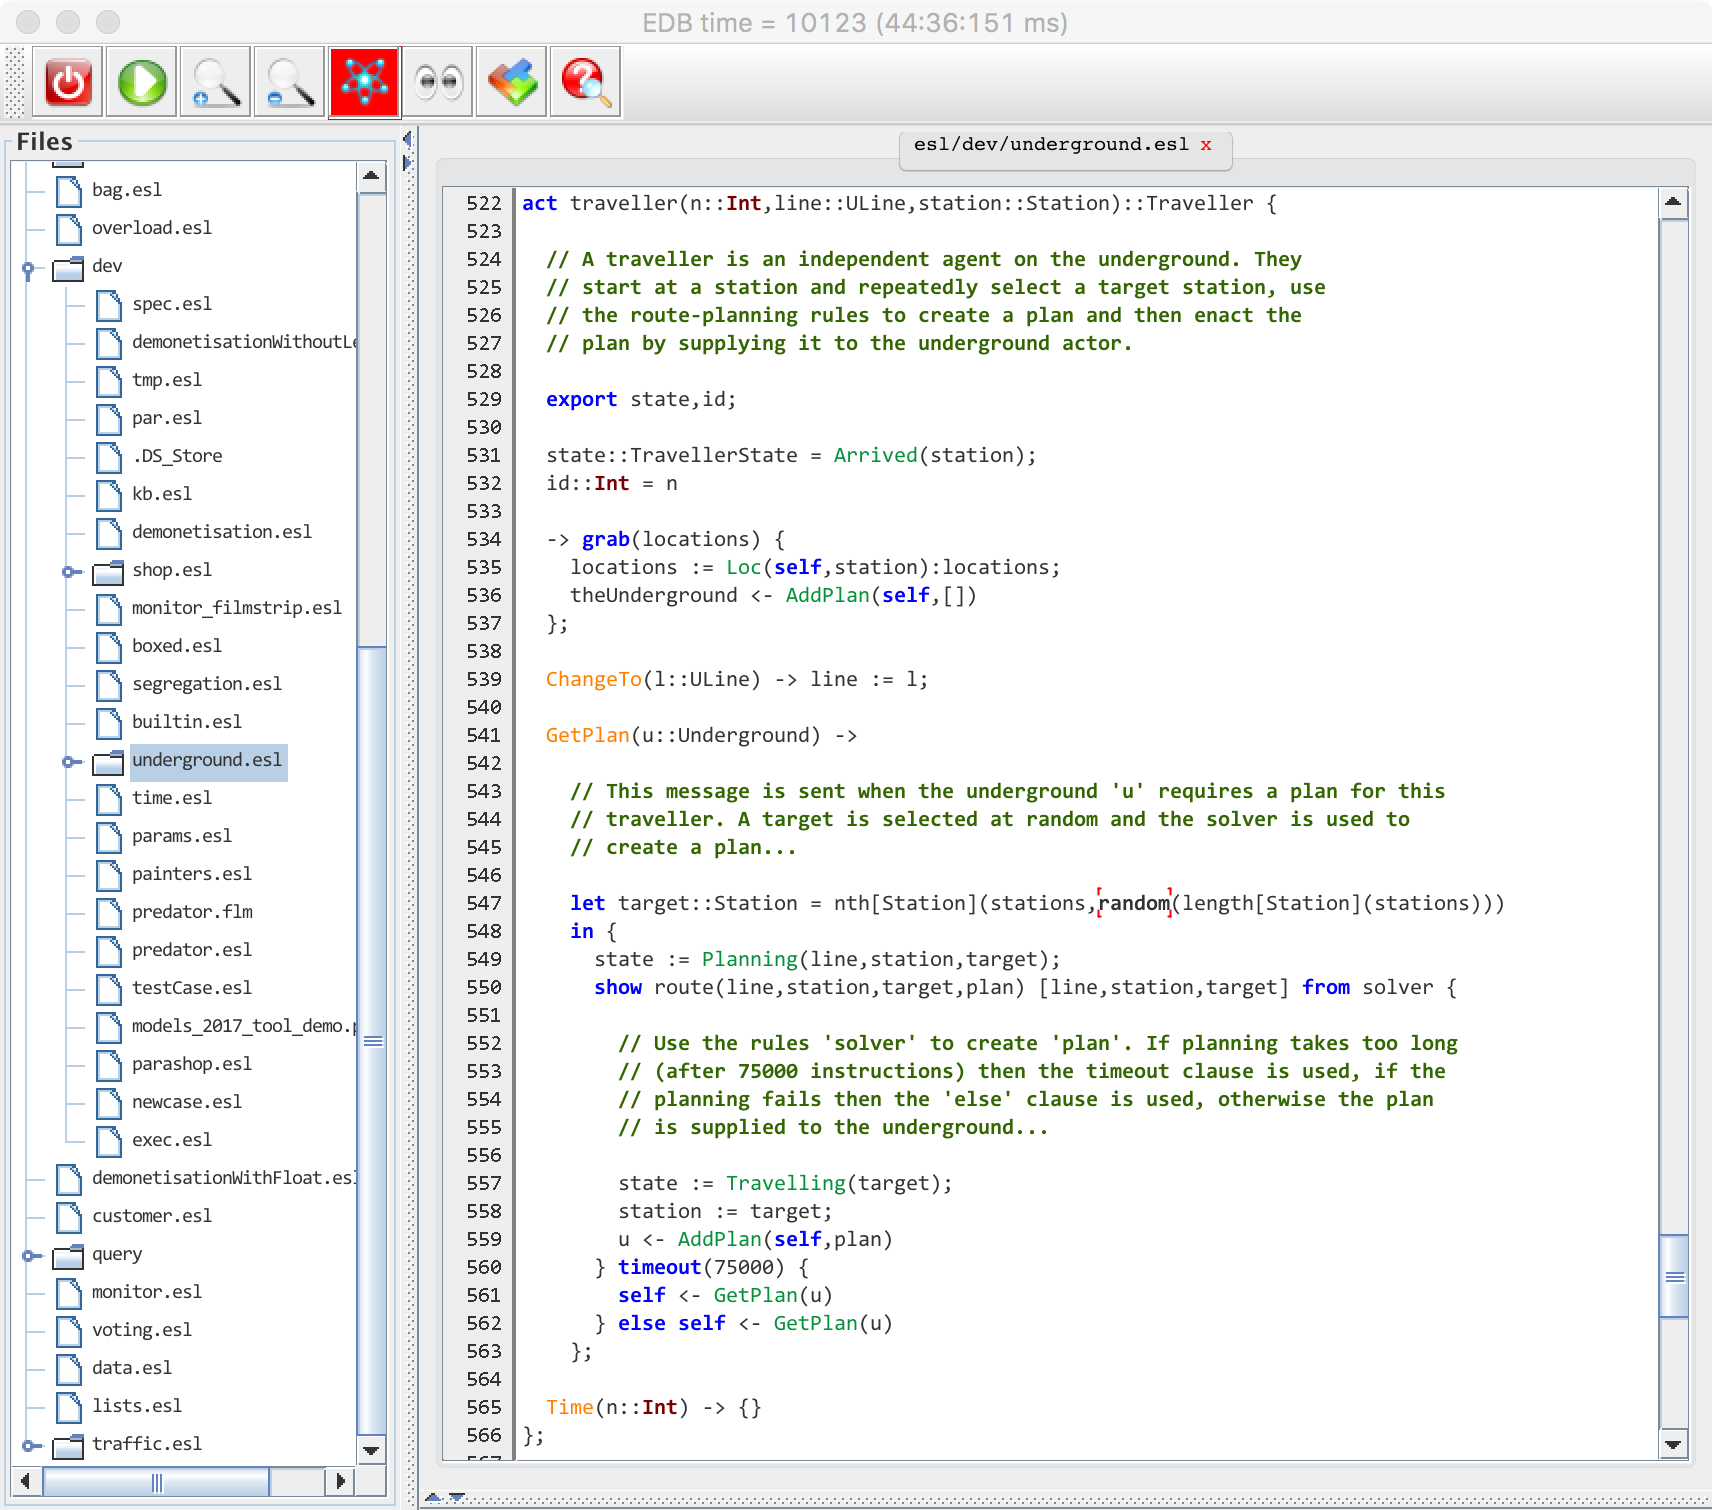 EDB time = 10123 (44:36:151 ms)
Files
bag.esl
overload.esl
dev
spec.esl
demonetisationWithoutLe
tmp.esl
par.esl
.DS_Store
kb.esl
demonetisation.esl
shop.esl
monitor_filmstrip.esl
boxed.esl
segregation.esl
builtin.esl
underground.esl
time.esl
params.esl
painters.esl
predator.flm
predator.esl
testCase.esl
models_2017_tool_demo.p
parashop.esl
newcase.esl
exec.esl
demonetisationWithFloat.esl
customer.esl
query
monitor.esl
voting.esl
data.esl
lists.esl
traffic.esl
esl/dev/underground.esl x
522 act traveller(n::Int,line::ULine,station::Station)::Traveller {
523
524 // A traveller is an independent agent on the underground. They
525 // start at a station and repeatedly select a target station, use
526 // the route-planning rules to create a plan and then enact the
527 // plan by supplying it to the underground actor.
528
529 export state,id;
530
531 state::TravellerState = Arrived(station);
532 id::Int = n
533
534 -> grab(locations) {
535 locations := Loc(self,station):locations;
536 theUnderground <- AddPlan(self,[])
537 };
538
539 ChangeTo(l::ULine) -> line := l;
540
541 GetPlan(u::Underground) ->
542
543 // This message is sent when the underground 'u' requires a plan for this
544 // traveller. A target is selected at random and the solver is used to
545 // create a plan...
546
547 let target::Station = nth[Station](stations,random(length[Station](stations)))
548 in {
549 state := Planning(line,station,target);
550 show route(line,station,target,plan) [line,station,target] from solver {
551
552 // Use the rules 'solver' to create 'plan'. If planning takes too long
553 // (after 75000 instructions) then the timeout clause is used, if the
554 // planning fails then the 'else' clause is used, otherwise the plan
555 // is supplied to the underground...
556
557 state := Travelling(target);
558 station := target;
559 u <- AddPlan(self,plan)
560 } timeout(75000) {
561 self <- GetPlan(u)
562 } else self <- GetPlan(u)
563 };
564
565 Time(n::Int) -> {}
566 };